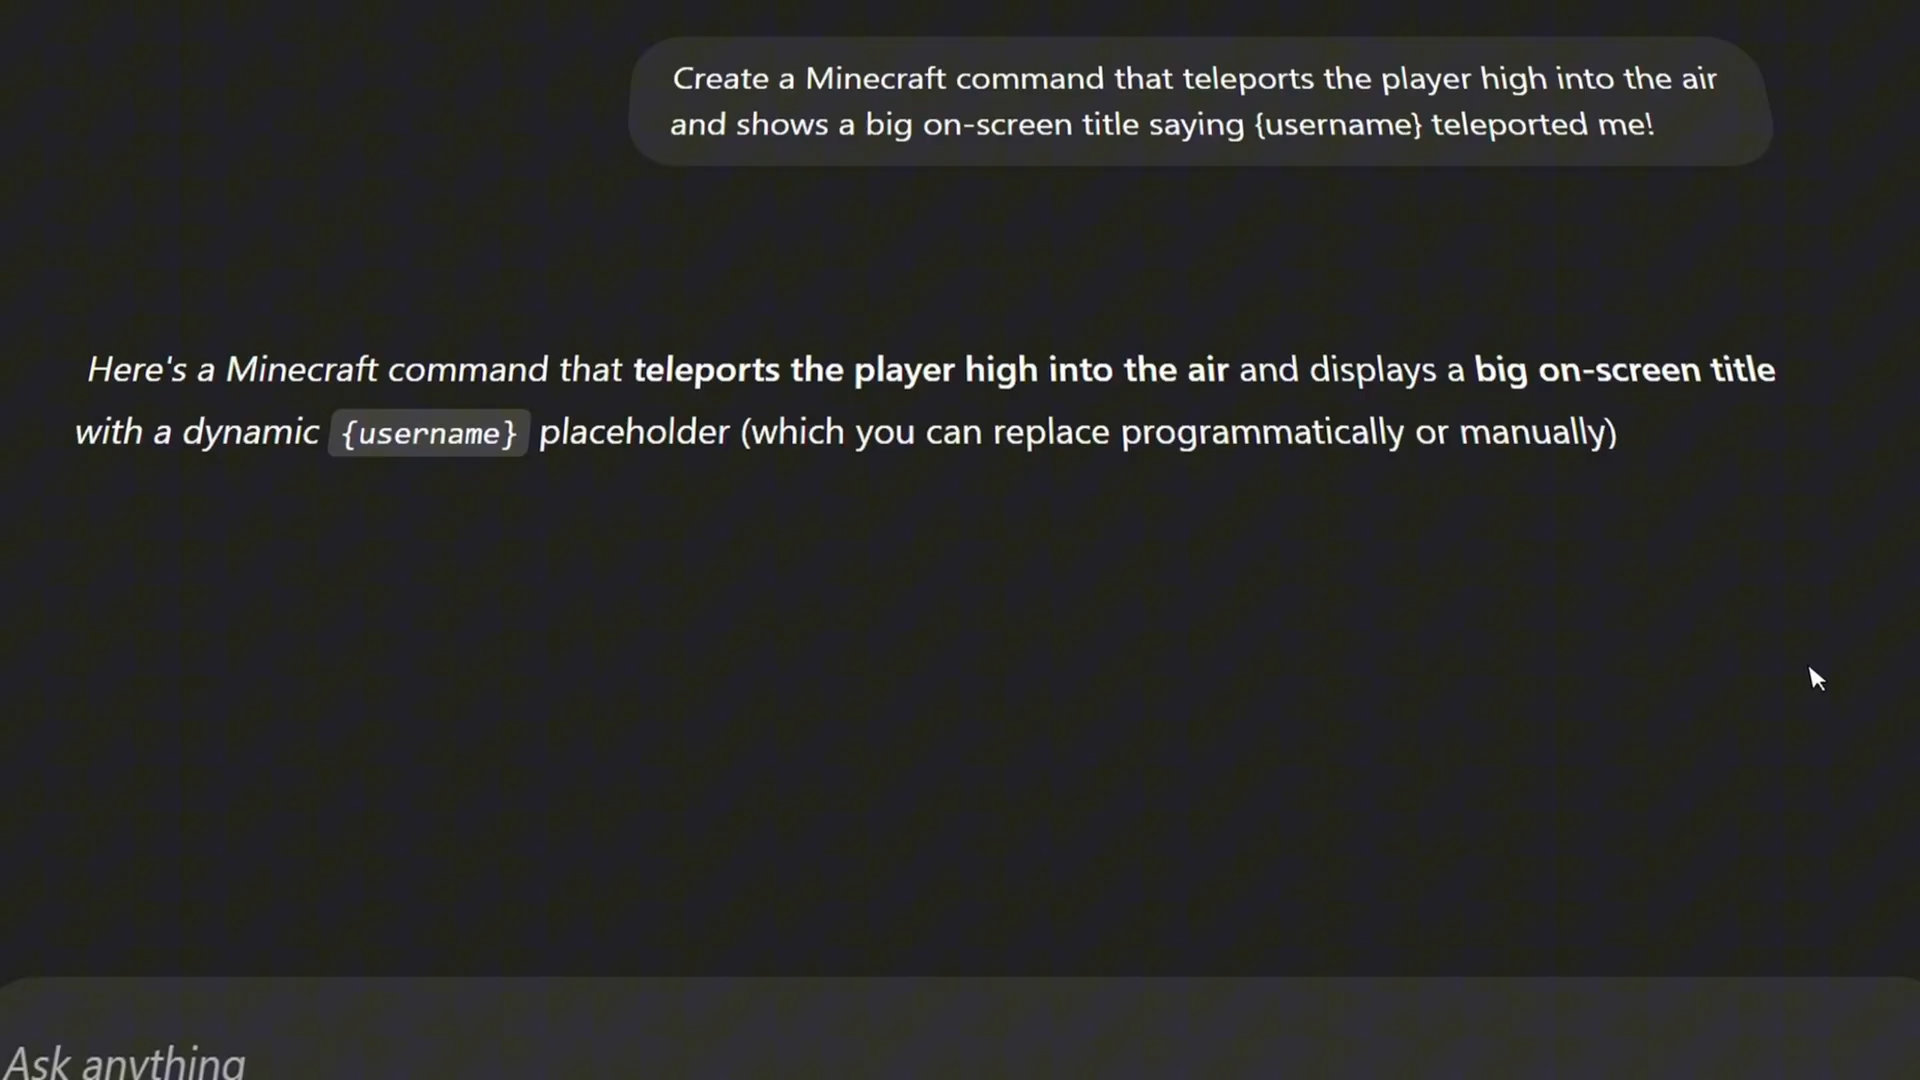 Create a Minecraft command that teleports the player high into the air
and shows a big on-screen title saying {username} teleported me!
Here's a Minecraft command that teleports the player high into the air and displays a big on-screen title
with a dynamic {username} placeholder (which you can replace programmatically or manually)
Ask anything